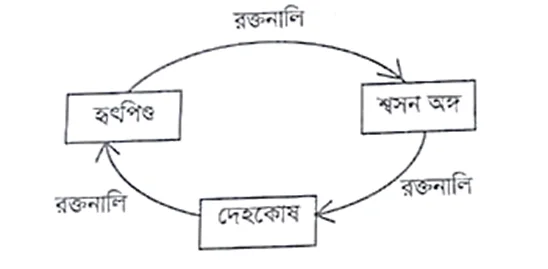 রক্তনালি
হৃৎপিণ্ড
শ্বসন অঙ্গ
রক্তনালি
রক্তনালি
দেহকোষ